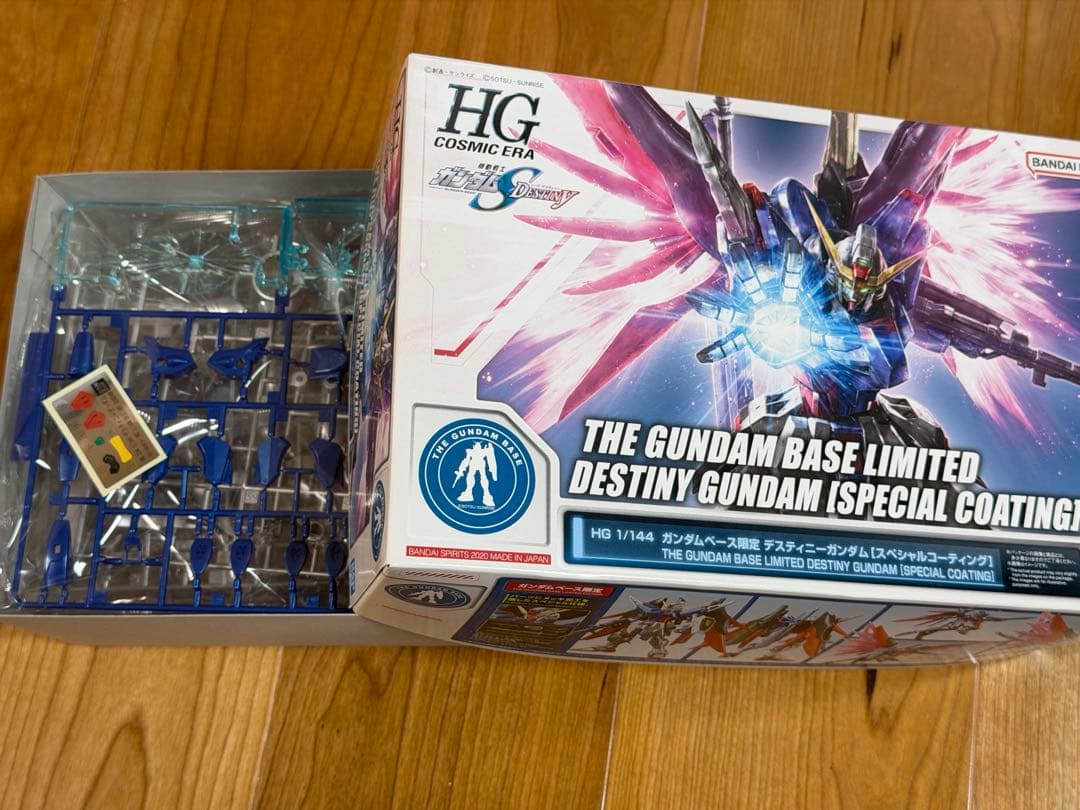 ©創通・サンライズ ©SOTSU・SUNRISE
HG
COSMIC ERA
機動戦士
ガンダムSEED DESTINY
BANDAI
THE GUNDAM BASE
©SOTSU・SUNRISE
THE GUNDAM BASE LIMITED
DESTINY GUNDAM [SPECIAL COATING]
HG 1/144 ガンダムベース限定 デスティニーガンダム [スペシャルコーティング]
THE GUNDAM BASE LIMITED DESTINY GUNDAM [SPECIAL COATING]
BANDAI SPIRITS 2020 MADE IN JAPAN
ガンダムベース限定